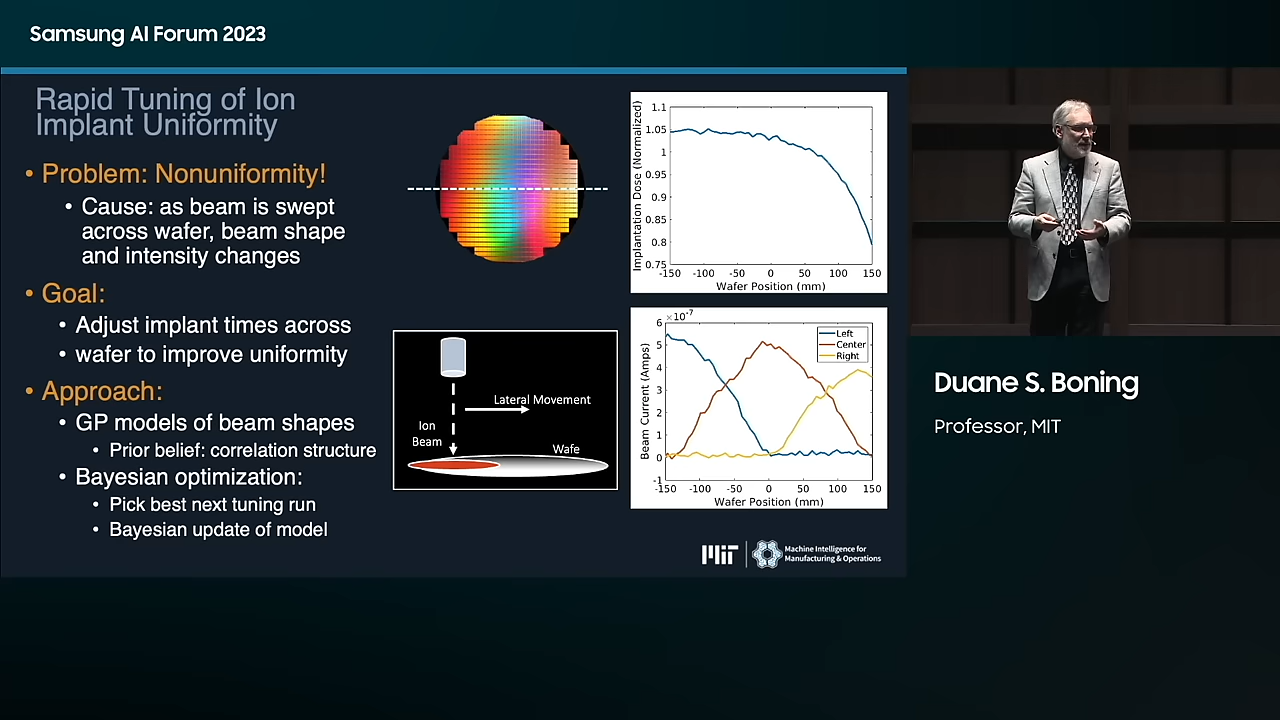 Samsung AI Forum 2023
Rapid Tuning of Ion
Implant Uniformity
• Problem: Nonuniformity!
• Cause: as beam is swept
across wafer, beam shape
and intensity changes
• Goal:
• Adjust implant times across
• wafer to improve uniformity
• Approach:
• GP models of beam shapes
• Prior belief: correlation structure
• Bayesian optimization:
• Pick best next tuning run
• Bayesian update of model
Lateral Movement
Ion
Beam
Wafe
Implantation Dose (Normalized)
1.1
1.05
1
0.95
0.9
0.85
0.8
0.75
-150 -100 -50 0 50 100 150
Wafer Position (mm)
×10⁻⁷
Beam Current (Amps)
6
5
4
3
2
1
0
-1
Left
Center
Right
-150 -100 -50 0 50 100 150
Wafer Position (mm)
MIT
Machine Intelligence for
Manufacturing & Operations
Duane S. Boning
Professor, MIT